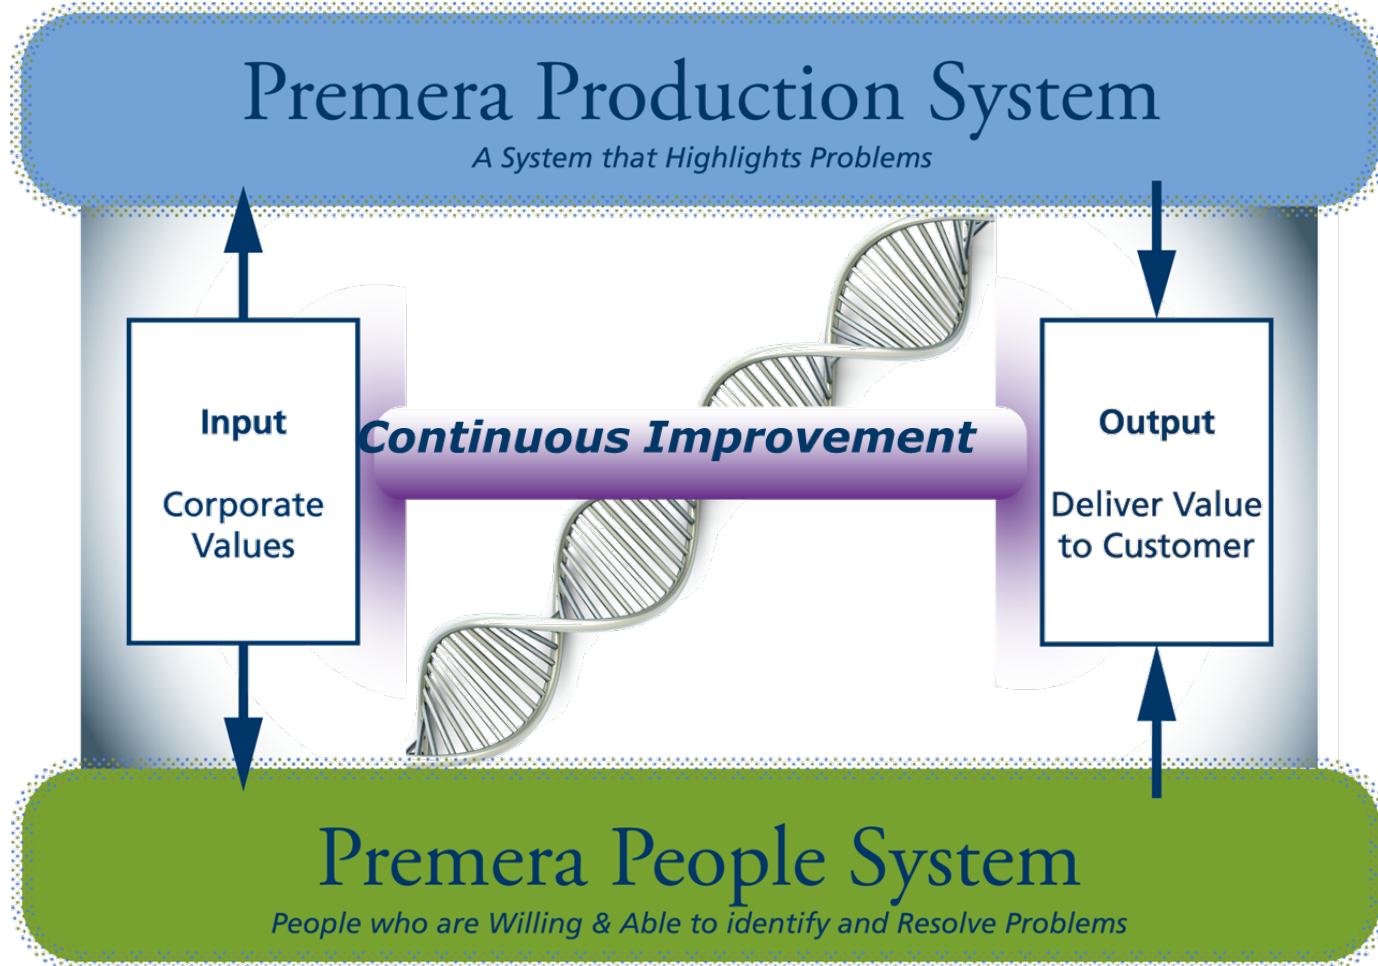 Premera Production System
A System that Highlights Problems
Input
Corporate
Values
Continuous Improvement
Output
Deliver Value
to Customer
Premera People System
People who are Willing & Able to identify and Resolve Problems